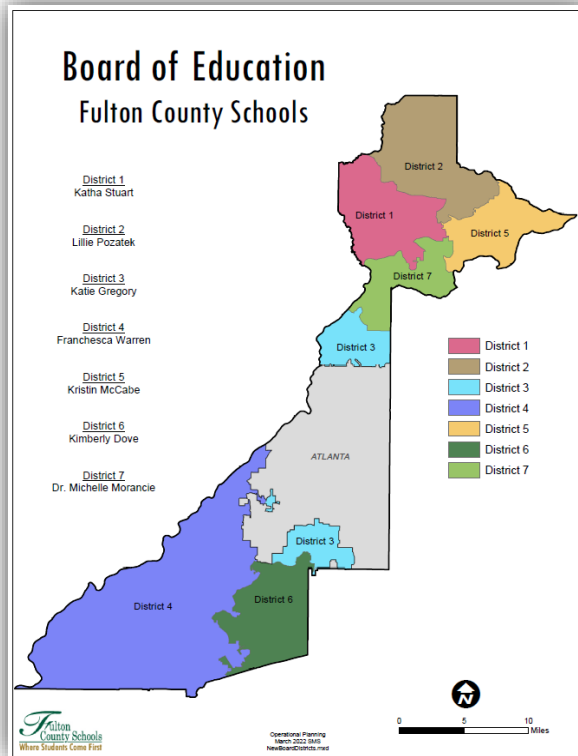 Board of Education
Fulton County Schools
District 1
Katha Stuart
District 2
Lillie Pozatek
District 3
Katie Gregory
District 4
Franchesca Warren
District 5
Kristin McCabe
District 6
Kimberly Dove
District 7
Dr. Michelle Morancie
District 2
District 1
District 5
District 7
District 3
ATLANTA
District 3
District 4
District 6
District 1
District 2
District 3
District 4
District 5
District 6
District 7
N
0 5 10
Miles
Fulton
County Schools
Where Students Come First
Operational Planning
March 2022 SMS
NewBoardDistricts.mxd